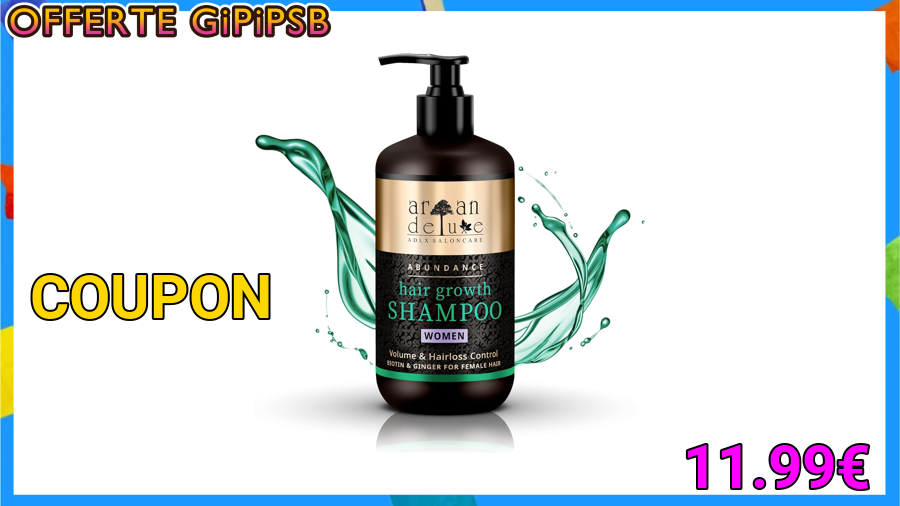 OFFERTE GiPiPSB
argan
deluxe
ADLX SALONCARE
ABUNDANCE
hair growth
SHAMPOO
WOMEN
Volume & Hairloss Control
BIOTIN & GINGER FOR FEMALE HAIR
COUPON
11.99€